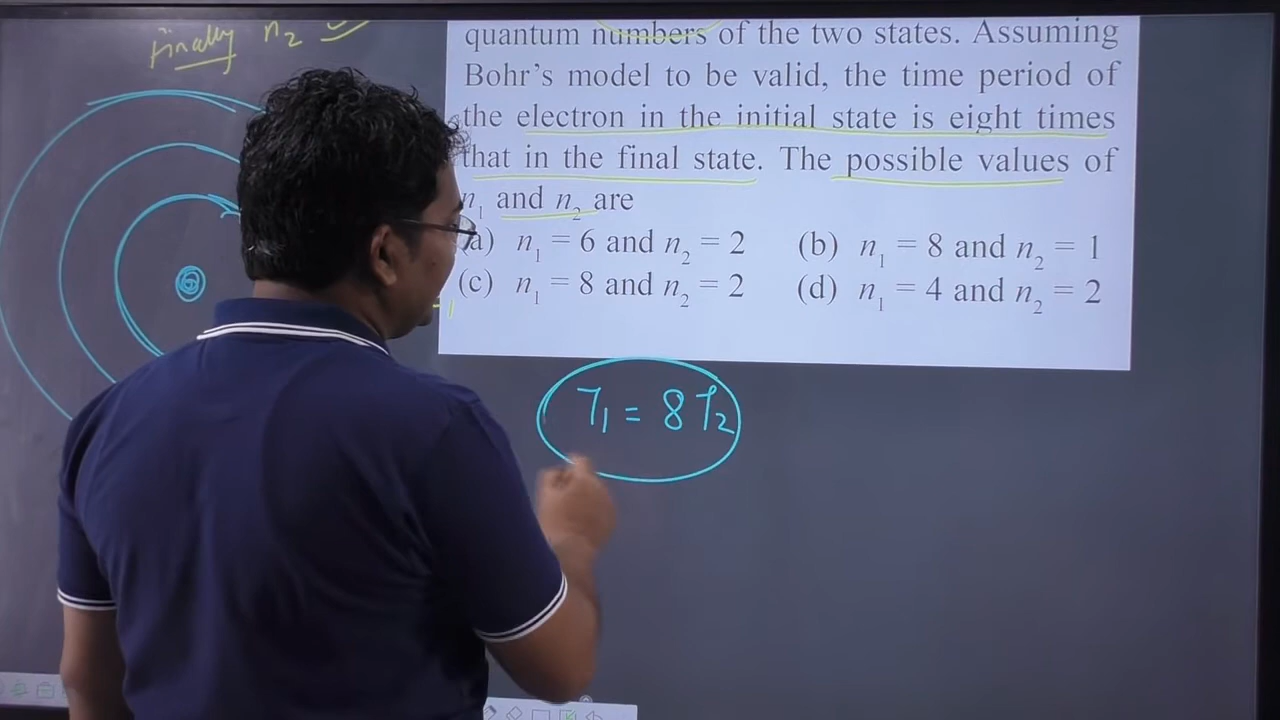 Finally n2
quantum numbers of the two states. Assuming
Bohr's model to be valid, the time period of
the electron in the initial state is eight times
that in the final state. The possible values of
n1 and n2 are
(a) n1 = 6 and n2 = 2 (b) n1 = 8 and n2 = 1
(c) n1 = 8 and n2 = 2 (d) n1 = 4 and n2 = 2
T1 = 8T2